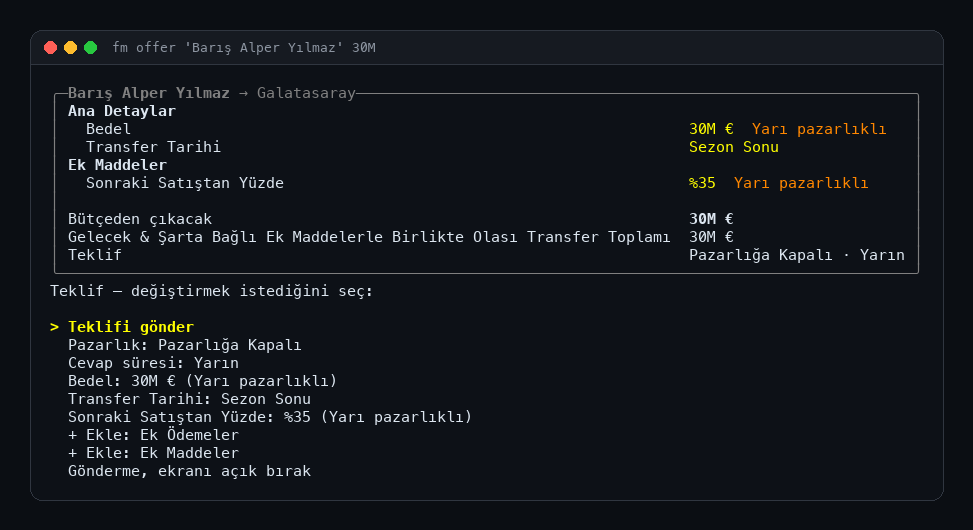 fm offer 'Barış Alper Yılmaz' 30M
Barış Alper Yılmaz → Galatasaray
Ana Detaylar
Bedel 30M € Yarı pazarlıklı
Transfer Tarihi Sezon Sonu
Ek Maddeler
Sonraki Satıştan Yüzde %35 Yarı pazarlıklı
Bütçeden çıkacak 30M €
Gelecek & Şarta Bağlı Ek Maddelerle Birlikte Olası Transfer Toplamı 30M €
Teklif Pazarlığa Kapalı · Yarın
Teklif — değiştirmek istediğini seç:
> Teklifi gönder
Pazarlık: Pazarlığa Kapalı
Cevap süresi: Yarın
Bedel: 30M € (Yarı pazarlıklı)
Transfer Tarihi: Sezon Sonu
Sonraki Satıştan Yüzde: %35 (Yarı pazarlıklı)
+ Ekle: Ek Ödemeler
+ Ekle: Ek Maddeler
Gönderme, ekranı açık bırak